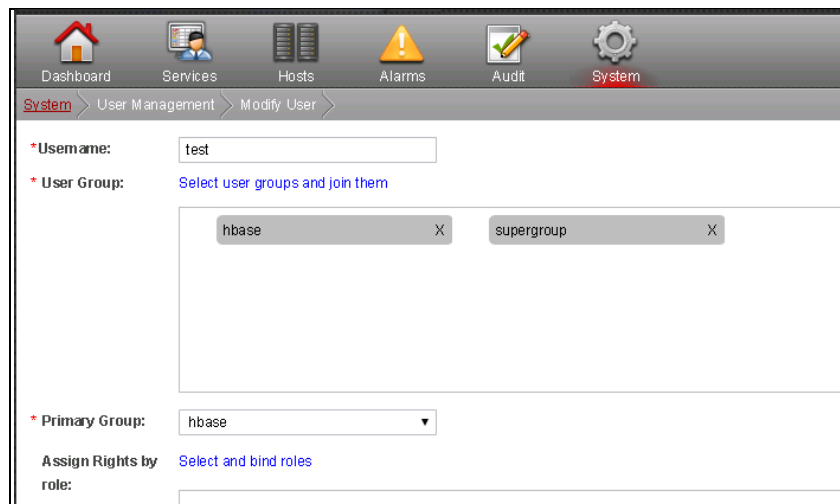 Dashboard Services Hosts Alarms Audit System
System User Management Modify User
*Username: test
* User Group: Select user groups and join them
hbase X supergroup X
* Primary Group: hbase
Assign Rights by Select and bind roles
role: